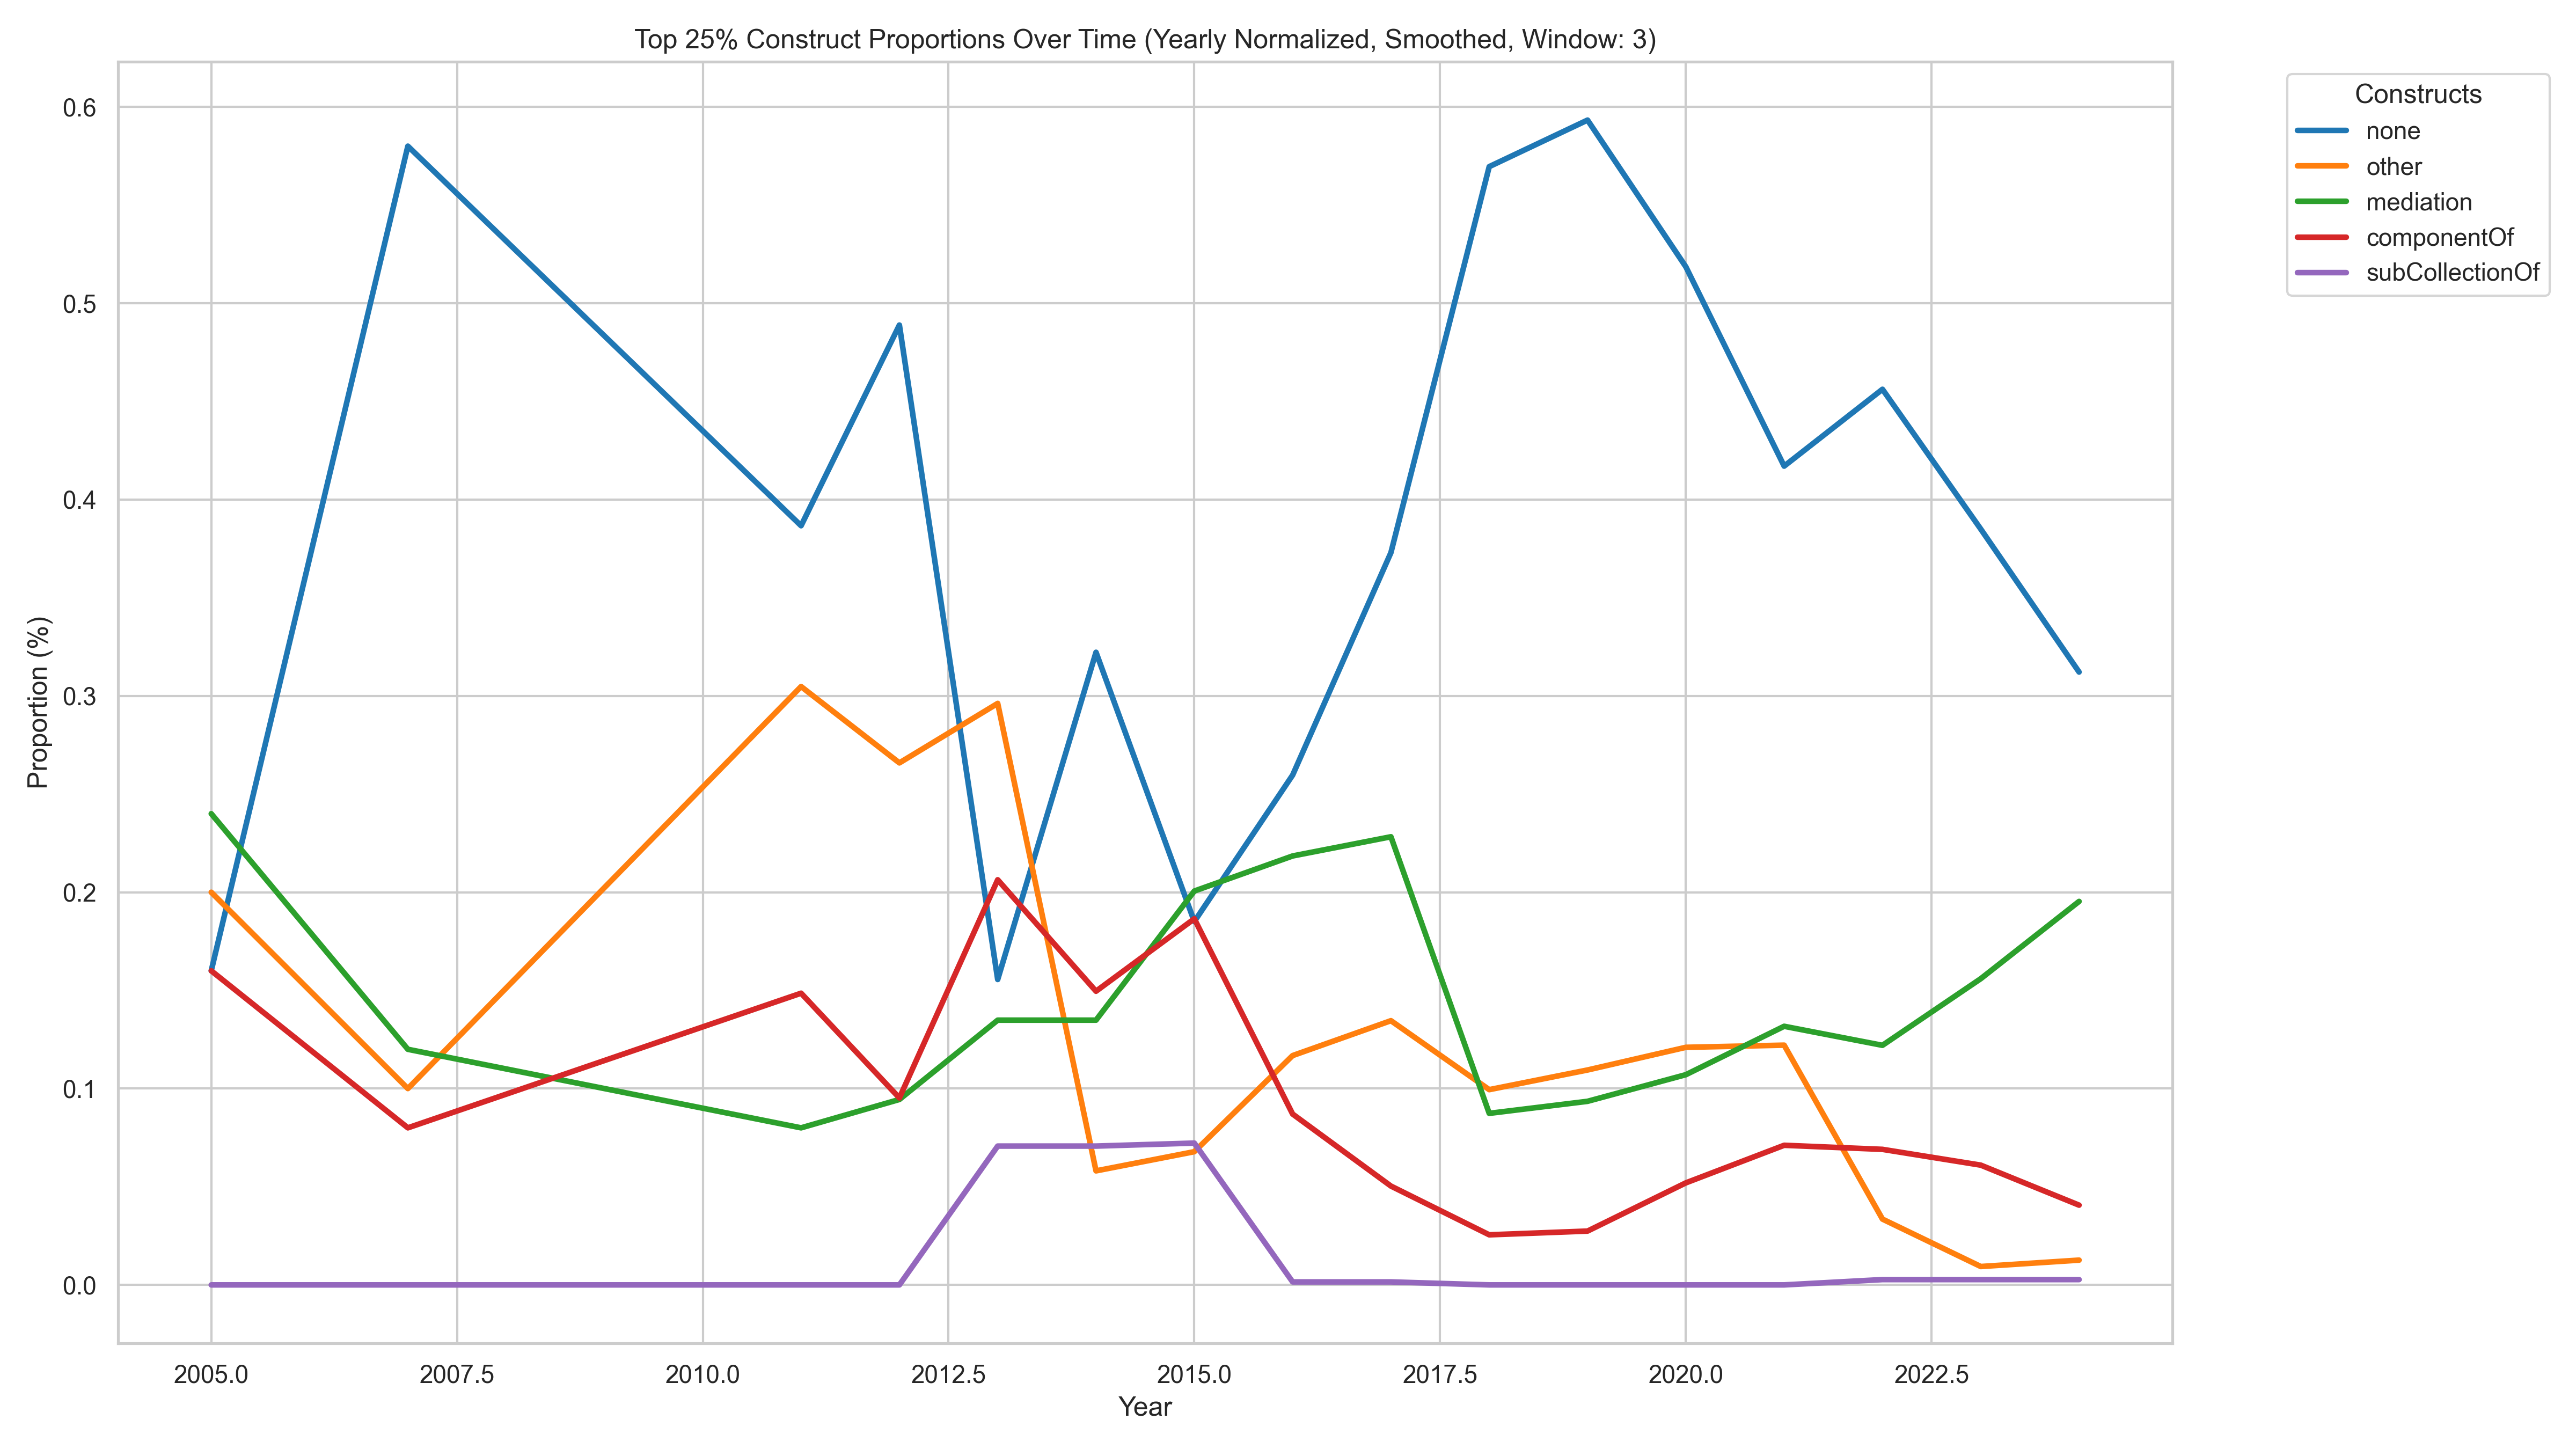 Top 25% Construct Proportions Over Time (Yearly Normalized, Smoothed, Window: 3)
Constructs
none
other
mediation
componentOf
subCollectionOf
Proportion (%)
0.6
0.5
0.4
0.3
0.2
0.1
0.0
2005.0 2007.5 2010.0 2012.5 2015.0 2017.5 2020.0 2022.5
Year